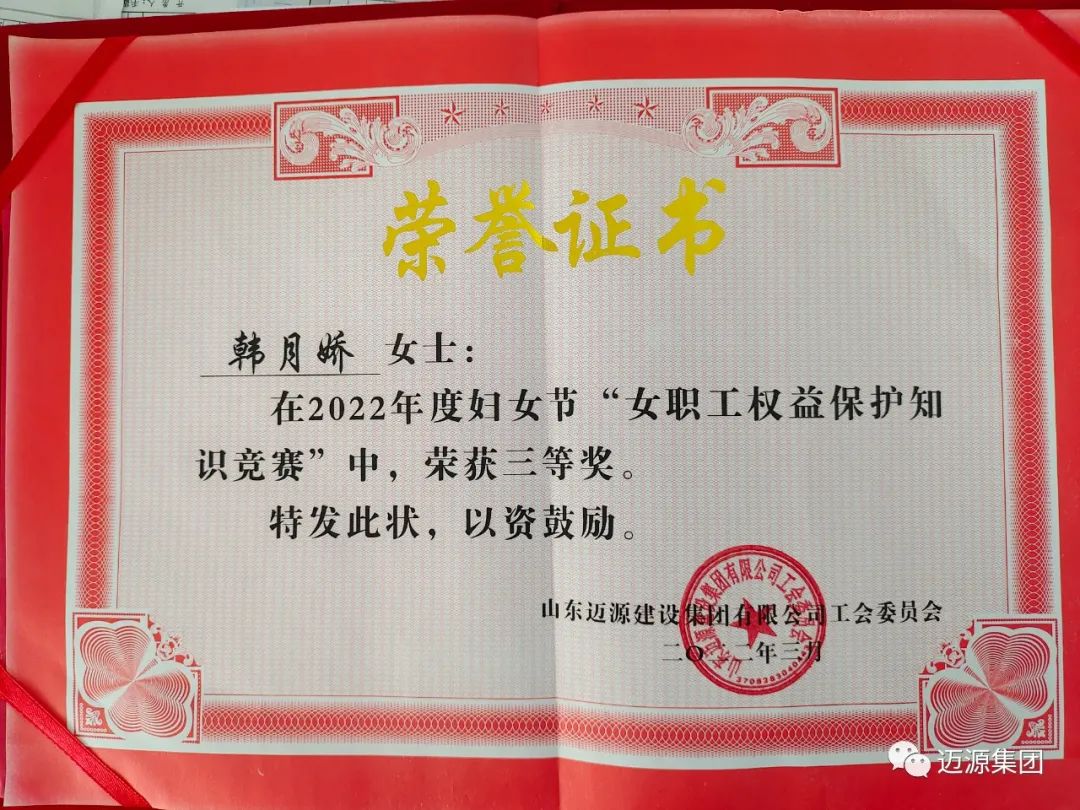 荣誉证书
韩月娇 女士：
在2022年度妇女节“女职工权益保护知
识竞赛”中，荣获三等奖。
特发此状，以资鼓励。
山东迈源建设集团有限公司工会委员会
二〇二二年三月
迈源集团